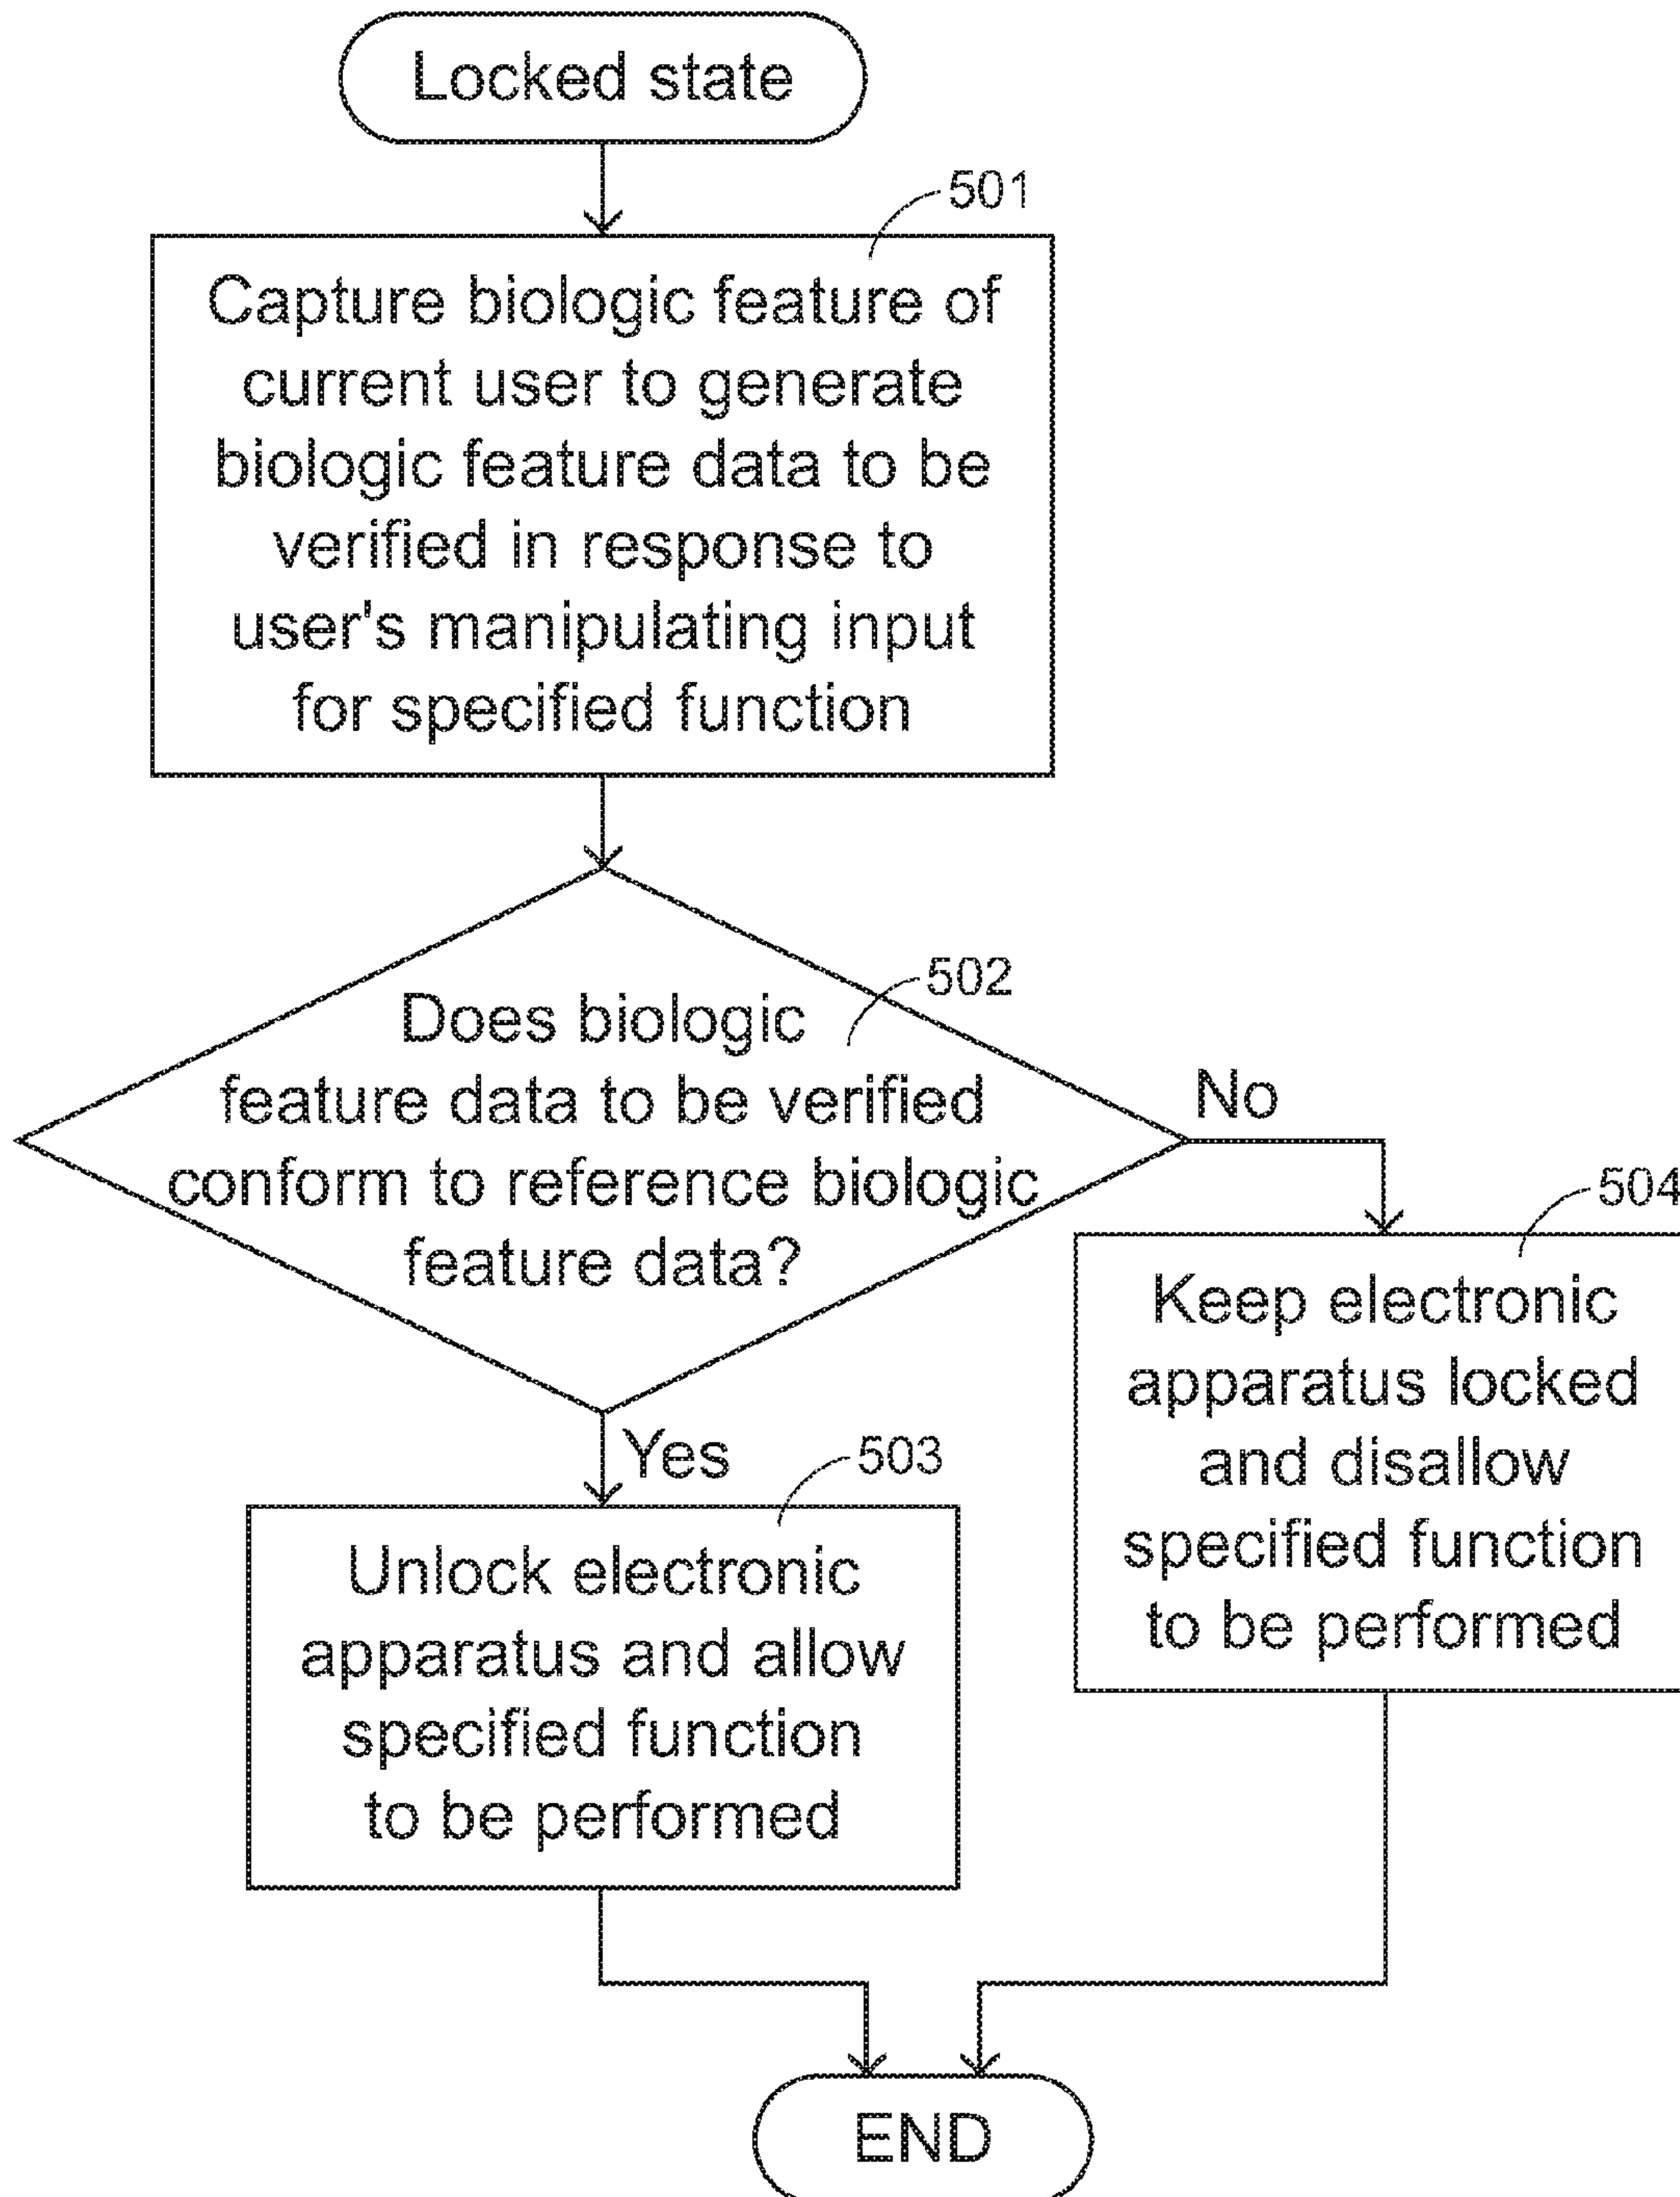 Locked state
501
Capture biologic feature of
current user to generate
biologic feature data to be
verified in response to
user's manipulating input
for specified function
502
Does biologic
feature data to be verified
conform to reference biologic
feature data?
No
504
Keep electronic
apparatus locked
and disallow
specified function
to be performed
Yes
503
Unlock electronic
apparatus and allow
specified function
to be performed
END